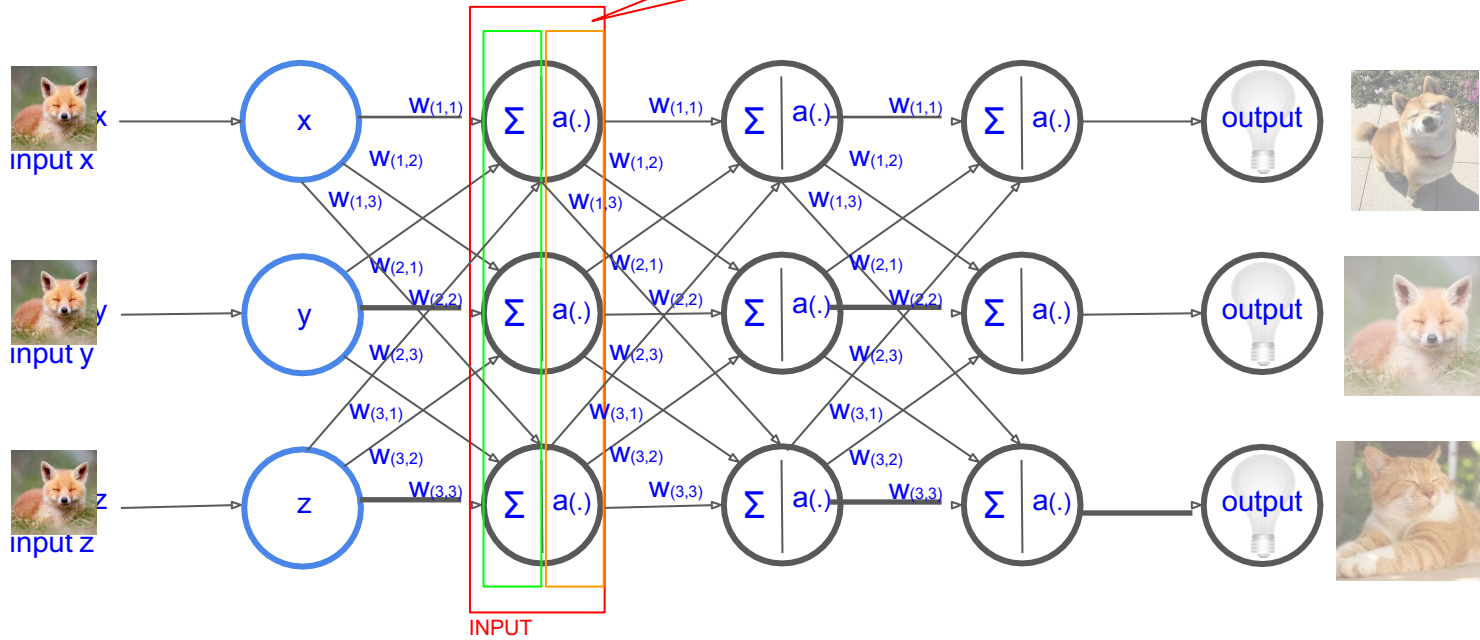 x
input x
x
W(1,1)
Σ a(.)
W(1,1)
Σ a(.)
W(1,1)
Σ a(.)
output
W(1,2)
W(1,2)
W(1,2)
W(1,3)
W(1,3)
W(1,3)
W(2,1)
W(2,1)
W(2,1)
y
input y
y
W(2,2)
Σ a(.)
W(2,2)
Σ a(.)
W(2,2)
Σ a(.)
output
W(2,3)
W(2,3)
W(2,3)
W(3,1)
W(3,1)
W(3,1)
W(3,2)
W(3,2)
W(3,2)
z
input z
z
W(3,3)
Σ a(.)
W(3,3)
Σ a(.)
W(3,3)
Σ a(.)
output
INPUT